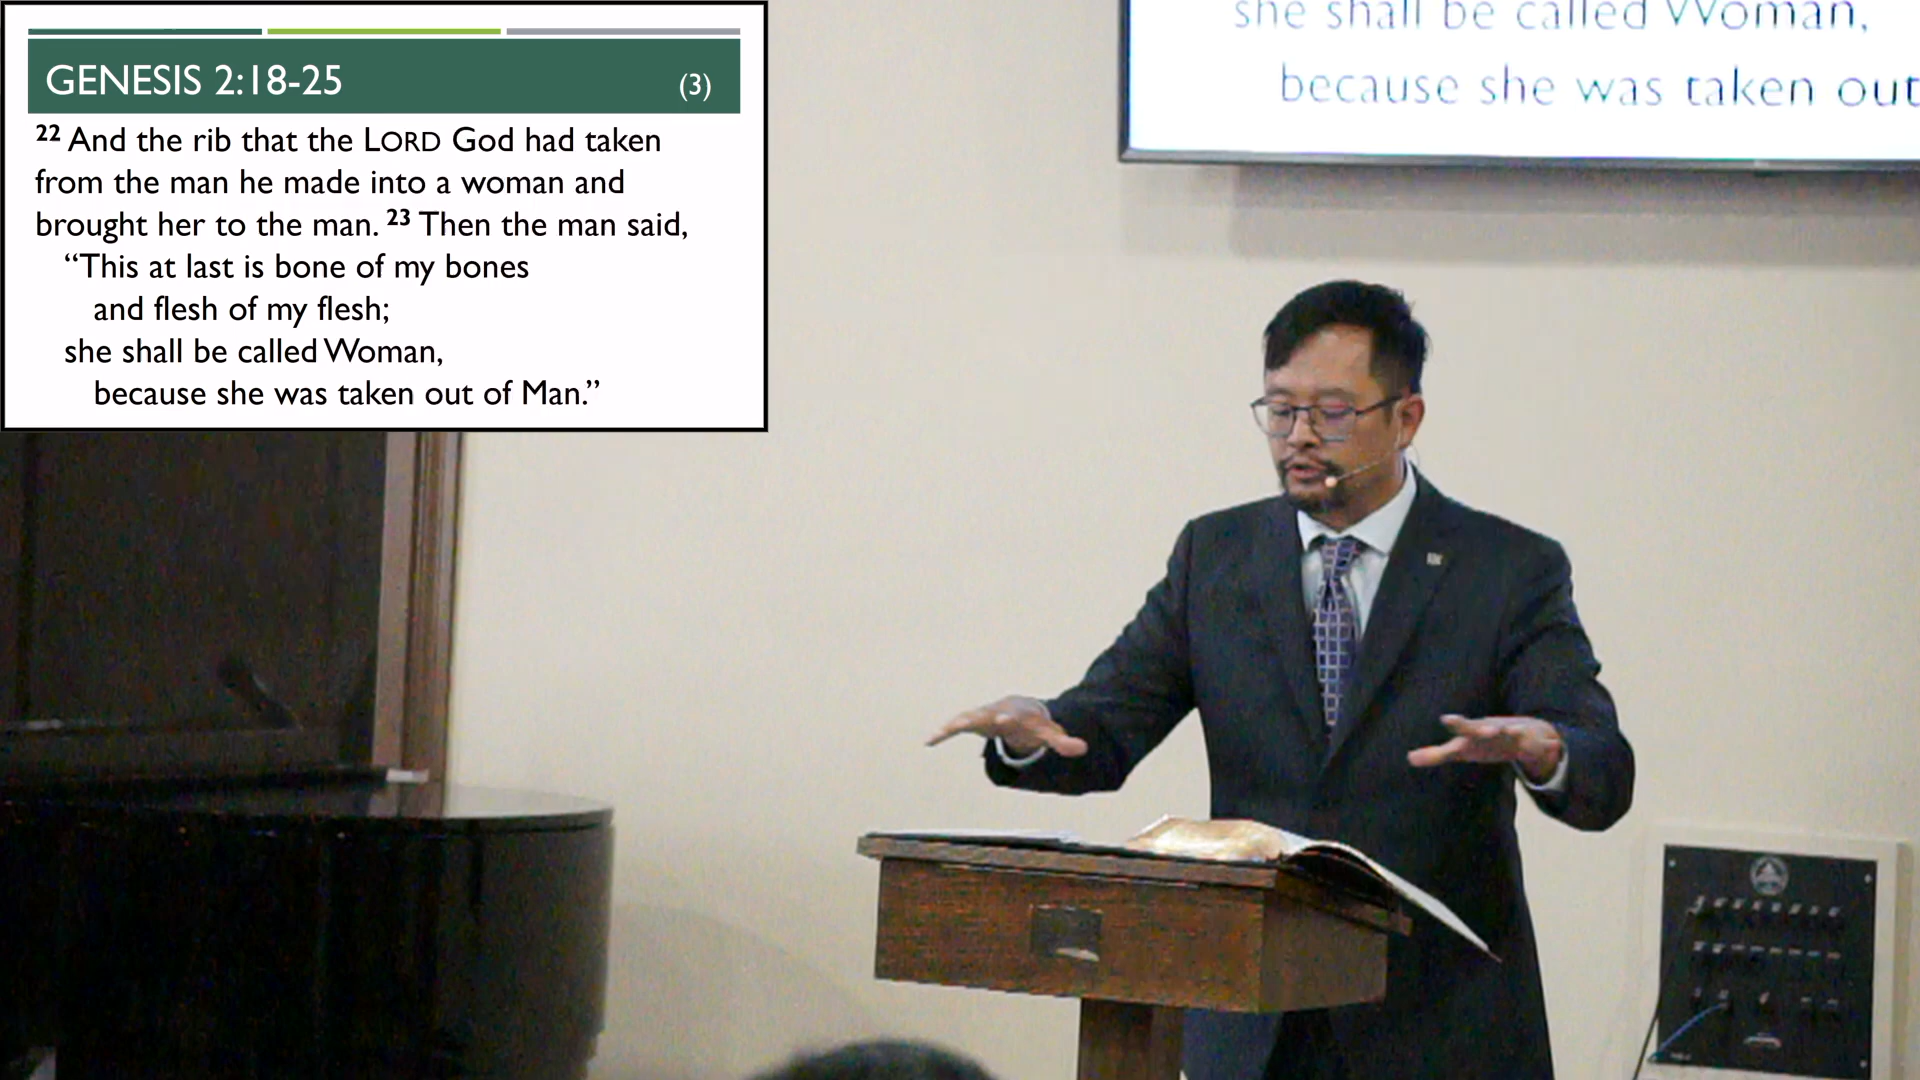 GENESIS 2:18-25 (3)
22 And the rib that the LORD God had taken
from the man he made into a woman and
brought her to the man. 23 Then the man said,
“This at last is bone of my bones
and flesh of my flesh;
she shall be called Woman,
because she was taken out of Man.”
she shall be called Woman,
because she was taken out